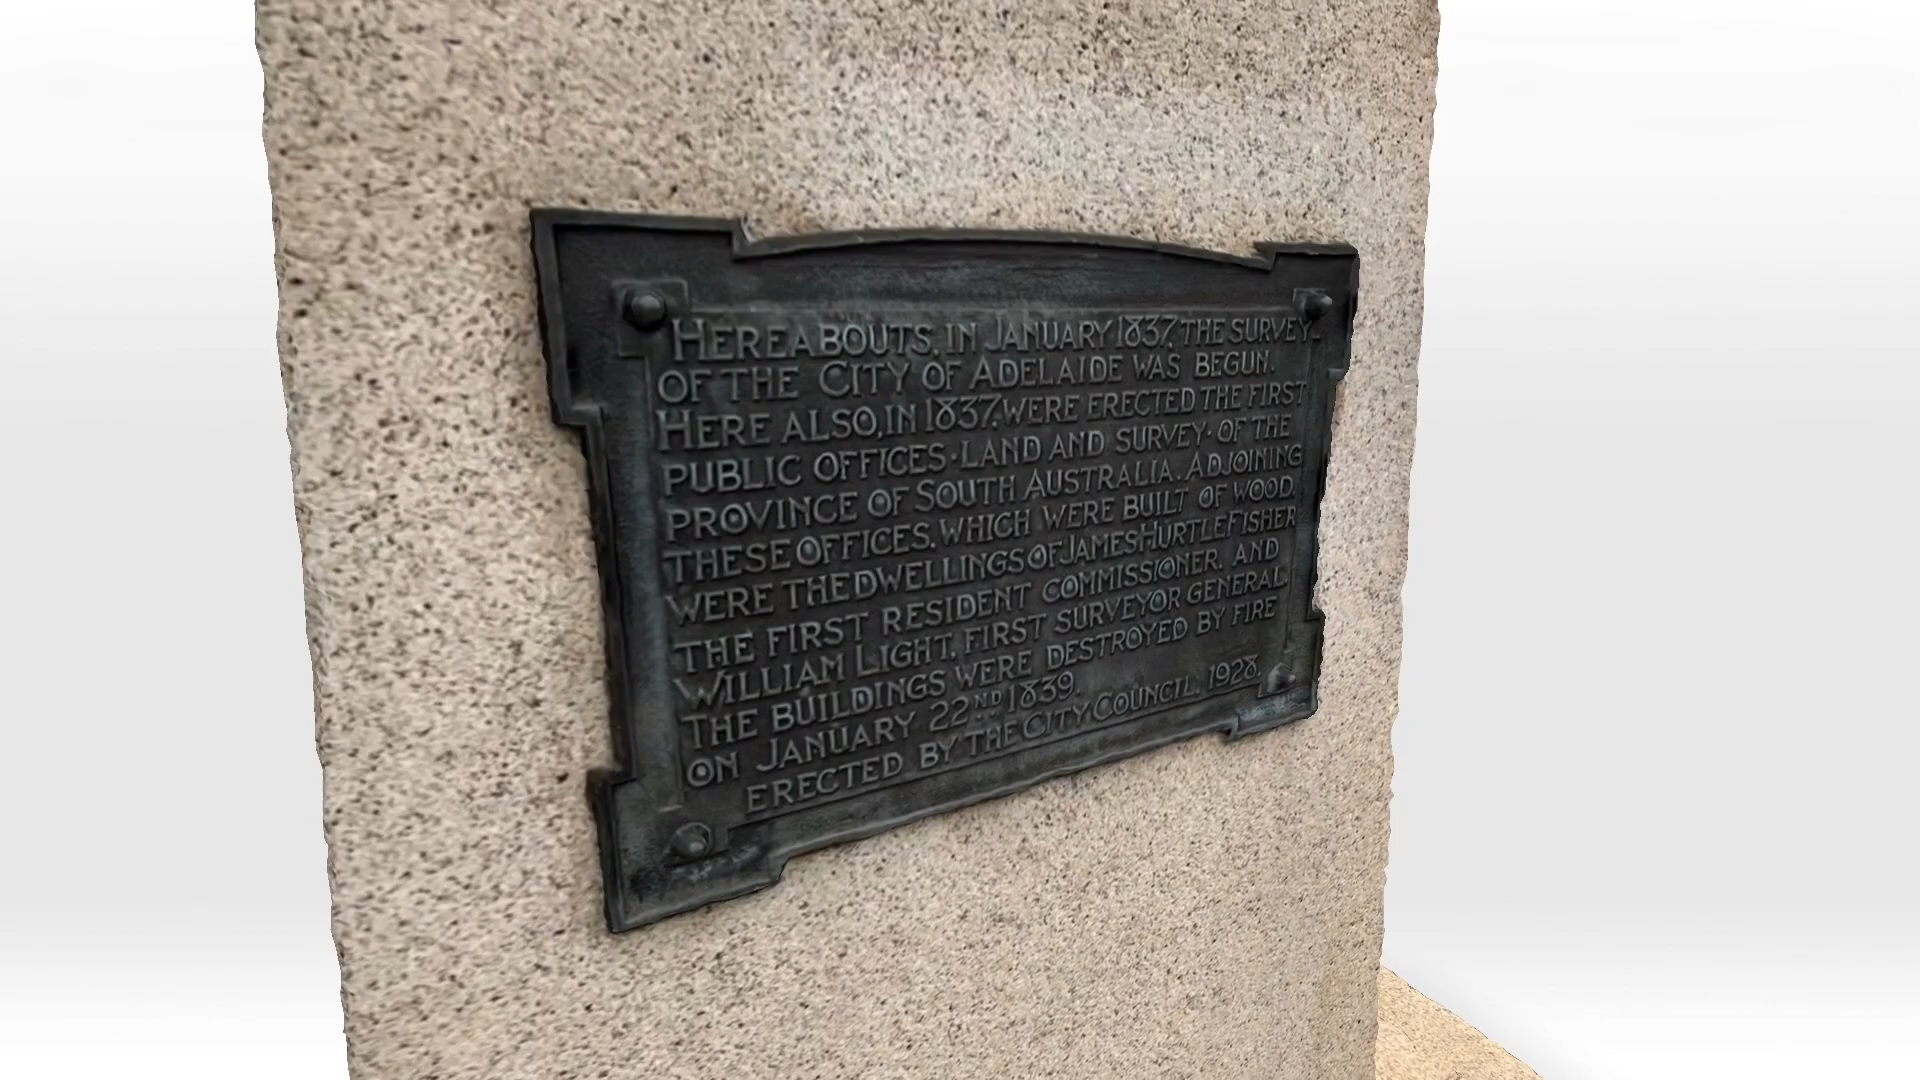 HEREABOUTS, IN JANUARY 1837, THE SURVEY
OF THE CITY OF ADELAIDE WAS BEGUN.
HERE ALSO, IN 1837, WERE ERECTED THE FIRST
PUBLIC OFFICES · LAND AND SURVEY · OF THE
PROVINCE OF SOUTH AUSTRALIA. ADJOINING
THESE OFFICES, WHICH WERE BUILT OF WOOD,
WERE THE DWELLINGS OF JAMES HURTLE FISHER
THE FIRST RESIDENT COMMISSIONER, AND
WILLIAM LIGHT, FIRST SURVEYOR GENERAL.
THE BUILDINGS WERE DESTROYED BY FIRE
ON JANUARY 22ND 1839.
ERECTED BY THE CITY COUNCIL. 1928.